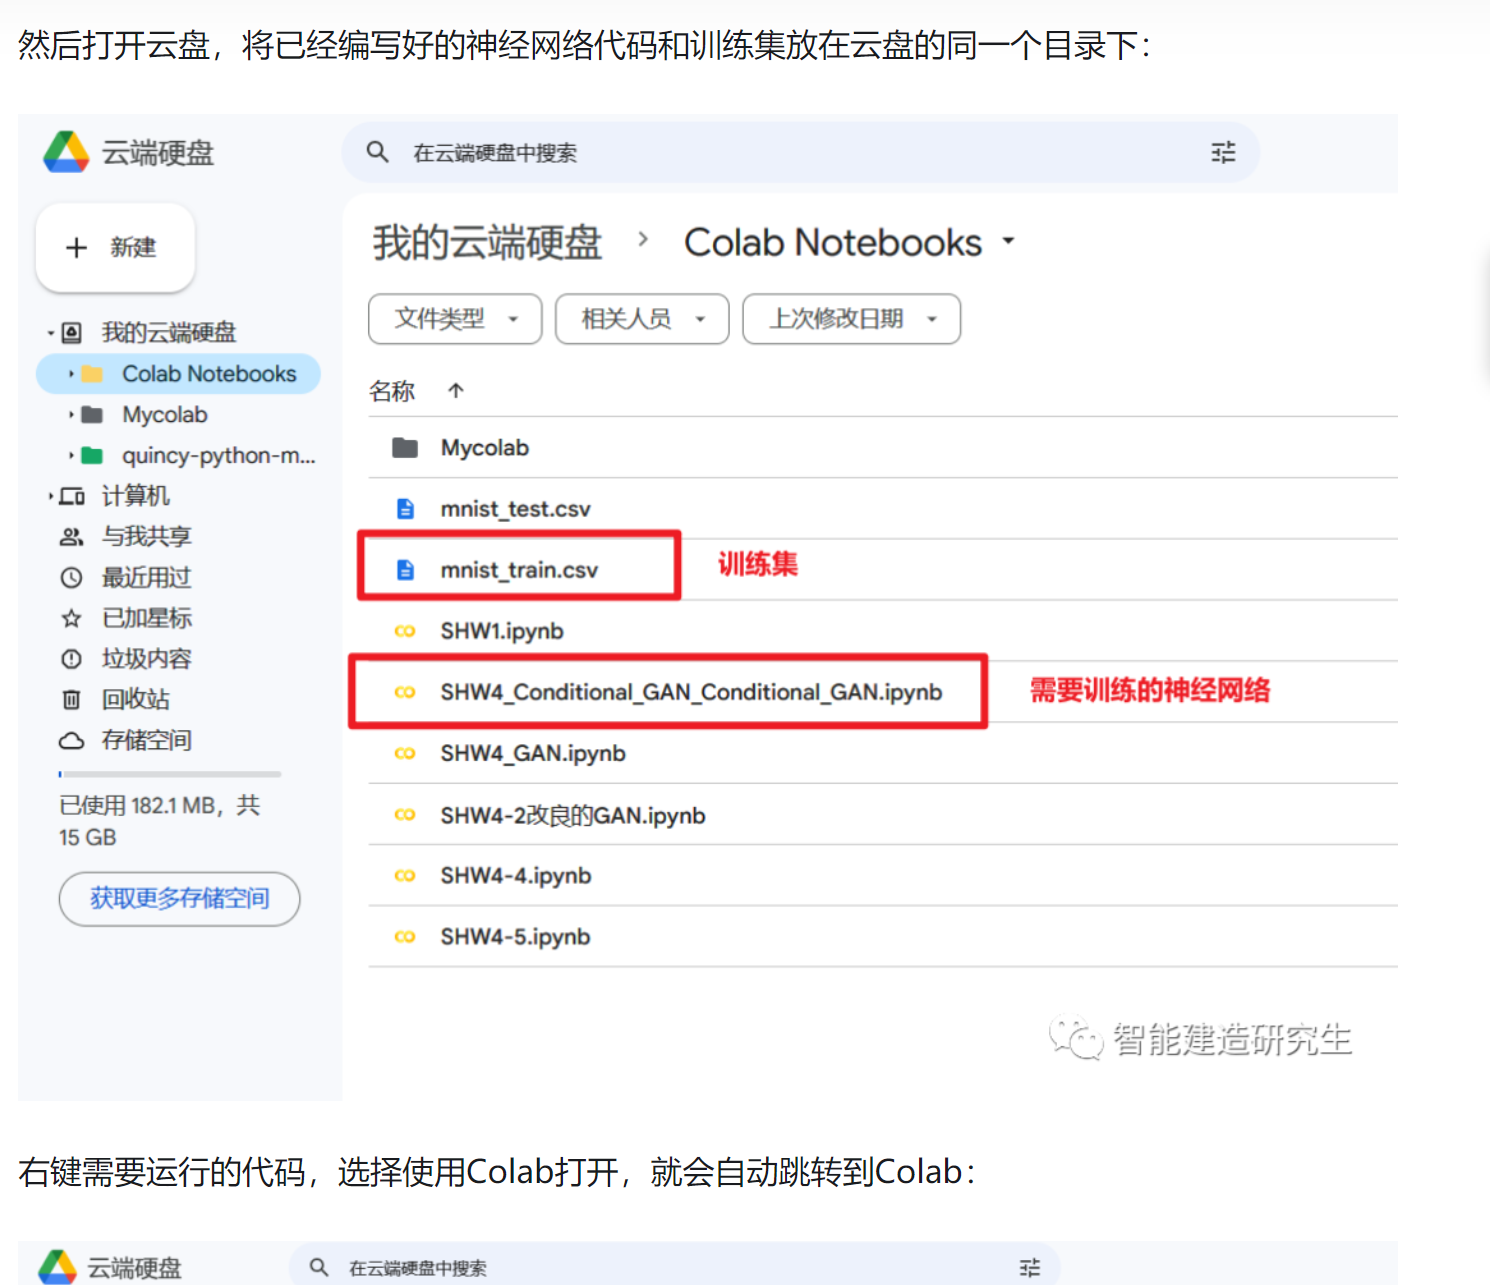 然后打开云盘，将已经编写好的神经网络代码和训练集放在云盘的同一个目录下：
云端硬盘
在云端硬盘中搜索
新建
我的云端硬盘
Colab Notebooks
Mycolab
quincy-python-m...
计算机
与我共享
最近用过
已加星标
垃圾内容
回收站
存储空间
已使用 182.1 MB，共
15 GB
获取更多存储空间
我的云端硬盘 › Colab Notebooks
文件类型 相关人员 上次修改日期
名称 ↑
Mycolab
mnist_test.csv
mnist_train.csv 训练集
SHW1.ipynb
SHW4_Conditional_GAN_Conditional_GAN.ipynb 需要训练的神经网络
SHW4_GAN.ipynb
SHW4-2改良的GAN.ipynb
SHW4-4.ipynb
SHW4-5.ipynb
智能建造研究生
右键需要运行的代码，选择使用Colab打开，就会自动跳转到Colab：
云端硬盘
在云端硬盘中搜索